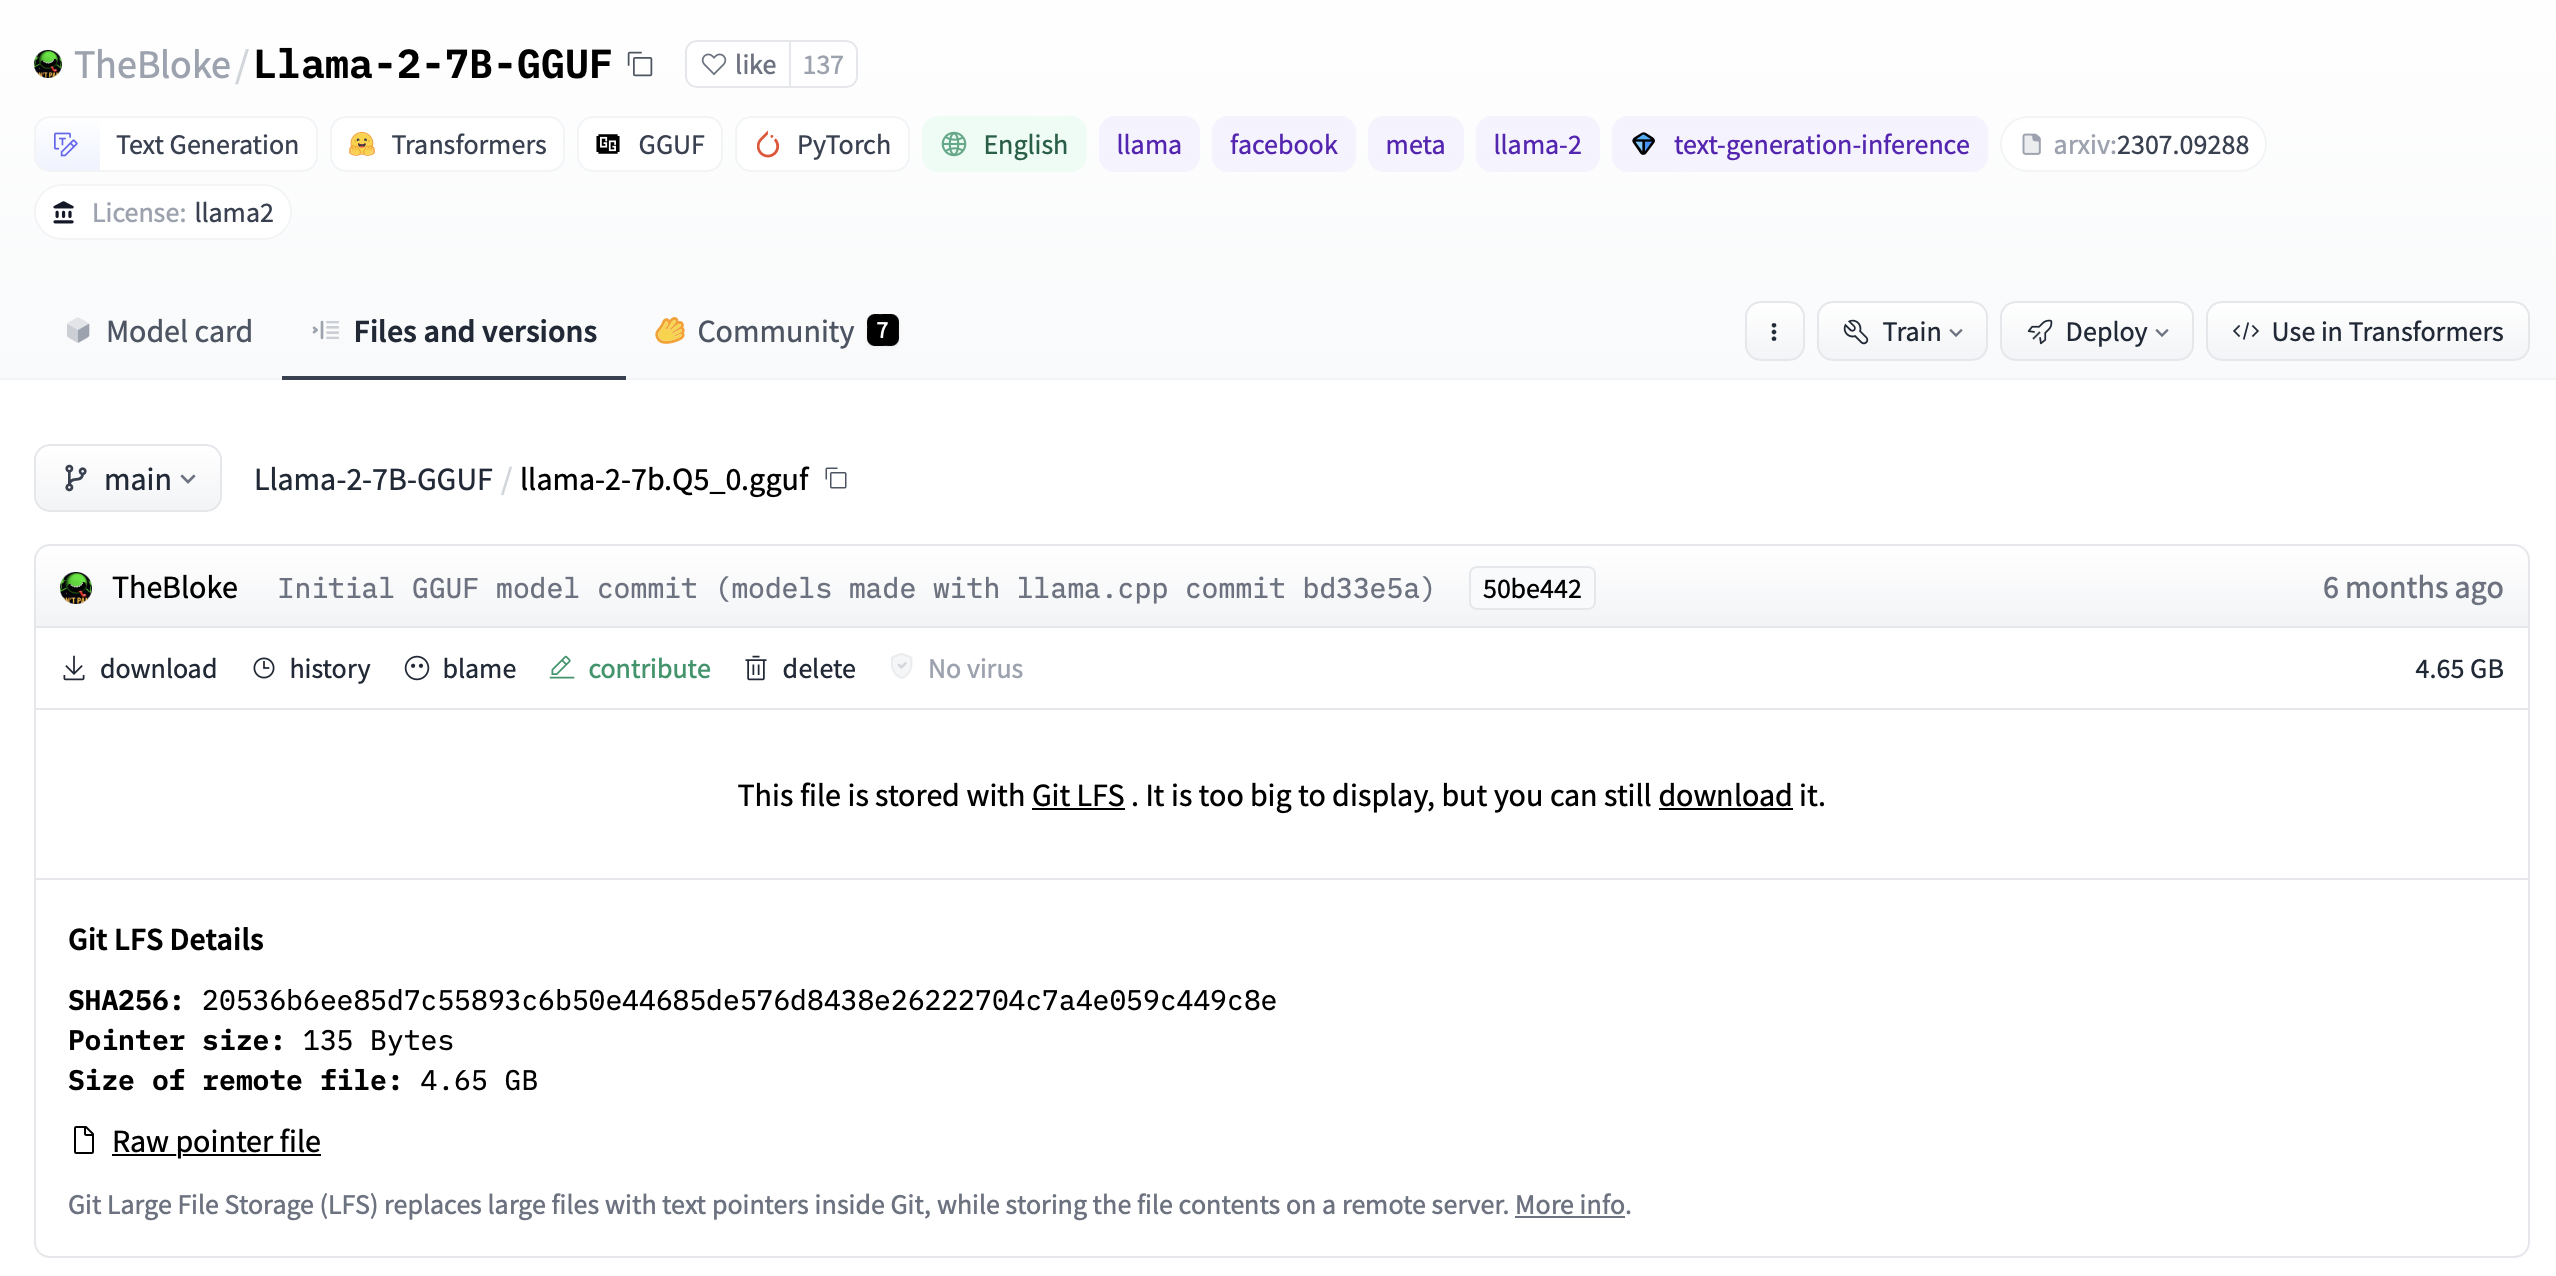 TheBloke/Llama-2-7B-GGUF like 137
Text Generation Transformers GGUF PyTorch English llama facebook meta llama-2 text-generation-inference arxiv:2307.09288
License: llama2
Model card Files and versions Community 7 Train Deploy Use in Transformers
main Llama-2-7B-GGUF / llama-2-7b.Q5_0.gguf
TheBloke Initial GGUF model commit (models made with llama.cpp commit bd33e5a) 50be442 6 months ago
download history blame contribute delete No virus 4.65 GB
This file is stored with Git LFS . It is too big to display, but you can still download it.
Git LFS Details
SHA256: 20536b6ee85d7c55893c6b50e44685de576d8438e26222704c7a4e059c449c8e
Pointer size: 135 Bytes
Size of remote file: 4.65 GB
Raw pointer file
Git Large File Storage (LFS) replaces large files with text pointers inside Git, while storing the file contents on a remote server. More info.